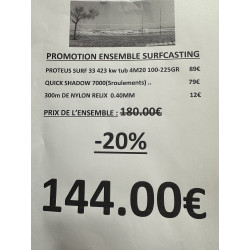 PROMOTION ENSEMBLE SURFCASTING
PROTEUS SURF 33 423 kw tub 4M20 100-225GR 89€
QUICK SHADOW 7000(5roulements) .. 79€
300m DE NYLON RELIX 0.40MM 12€
PRIX DE L'ENSEMBLE : 180.00€
-20%
144.00€